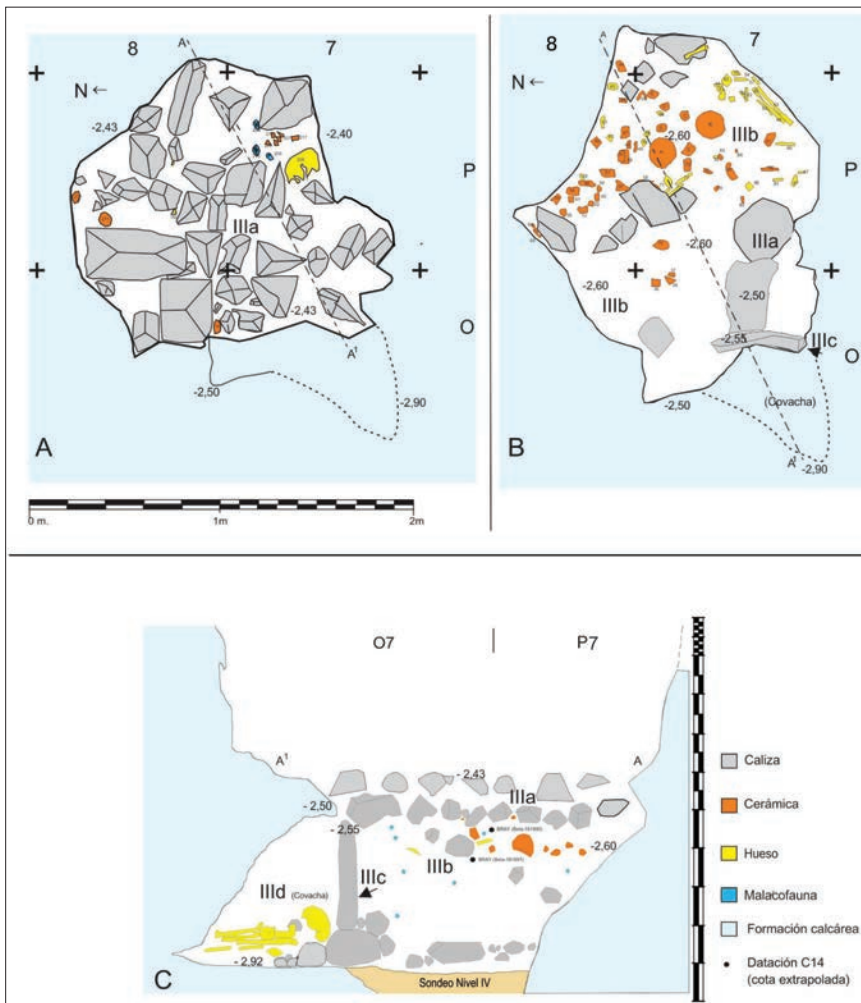 8 A 7
N ←
-2,43
-2,40
P
IIIa
-2,43
O
A¹
-2,50
-2,90
A
0 m. 1m 2m
8 A 7
N ←
-2,60
IIIb
P
IIIa
-2,60
-2,60
IIIb
-2,50
-2,55
IIIc
O
-2,50
(Covacha)
A¹
-2,90
B
O7 P7
A¹
A
- 2,43
IIIa
- 2,50
- 2,55
- 2,60
IIIb
IIIc
IIId (Covacha)
- 2,92
Sondeo Nivel IV
C
Caliza
Cerámica
Hueso
Malacofauna
Formación calcárea
Datación C14
(cota extrapolada)